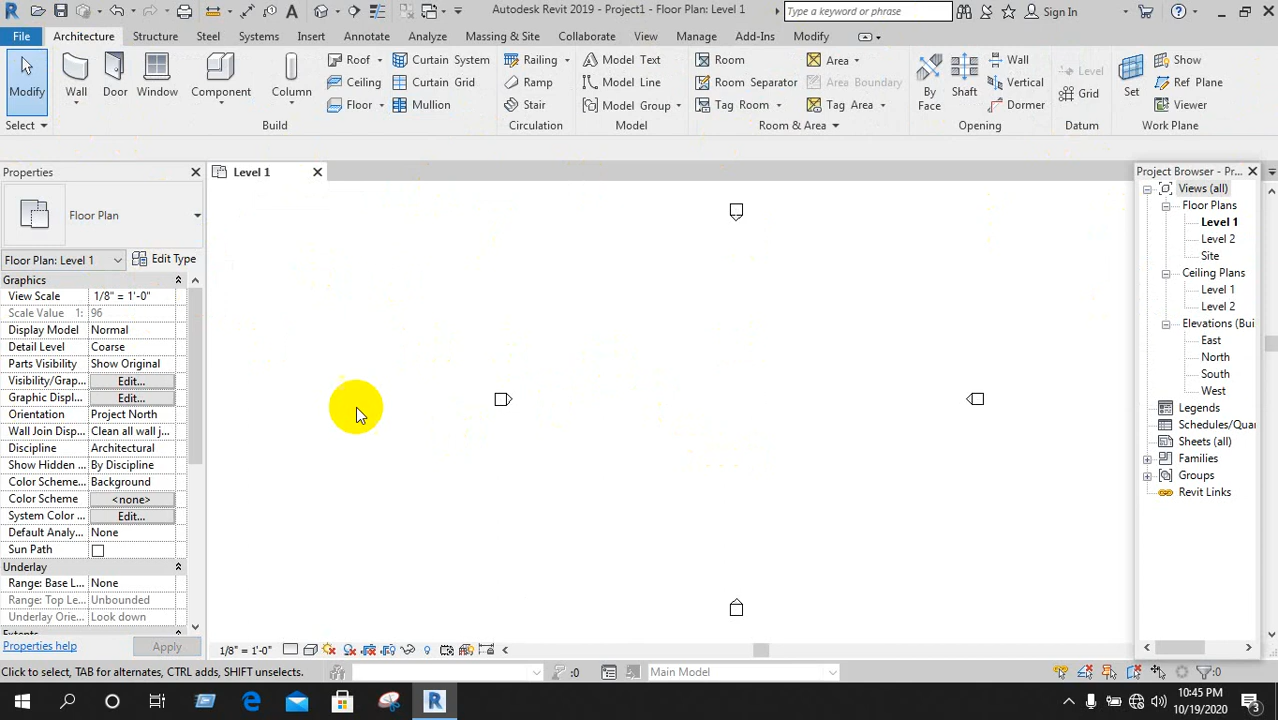 Autodesk Revit 2019 - Project1 - Floor Plan: Level 1
Type a keyword or phrase
Sign In
File
Architecture
Structure
Steel
Systems
Insert
Annotate
Analyze
Massing & Site
Collaborate
View
Manage
Add-Ins
Modify
Modify
Wall
Door
Window
Component
Column
Roof
Ceiling
Floor
Curtain System
Curtain Grid
Mullion
Railing
Ramp
Stair
Model Text
Model Line
Model Group
Room
Room Separator
Tag Room
Area
Area Boundary
Tag Area
By Face
Shaft
Wall
Vertical
Dormer
Level
Grid
Set
Show
Ref Plane
Viewer
Select
Build
Circulation
Model
Room & Area
Opening
Datum
Work Plane
Properties
Floor Plan
Floor Plan: Level 1
Edit Type
Graphics
View Scale 1/8" = 1'-0"
Scale Value 1: 96
Display Model Normal
Detail Level Coarse
Parts Visibility Show Original
Visibility/Grap... Edit...
Graphic Displ... Edit...
Orientation Project North
Wall Join Disp... Clean all wall j...
Discipline Architectural
Show Hidden ... By Discipline
Color Scheme... Background
Color Scheme <none>
System Color ... Edit...
Default Analy... None
Sun Path
Underlay
Range: Base L... None
Range: Top Le... Unbounded
Underlay Orie... Look down
Extents
Properties help
Apply
Level 1
Project Browser - Pr...
Views (all)
Floor Plans
Level 1
Level 2
Site
Ceiling Plans
Level 1
Level 2
Elevations (Bui
East
North
South
West
Legends
Schedules/Qua
Sheets (all)
Families
Groups
Revit Links
1/8" = 1'-0"
Click to select, TAB for alternates, CTRL adds, SHIFT unselects.
:0
Main Model
:0
10:45 PM
10/19/2020
3